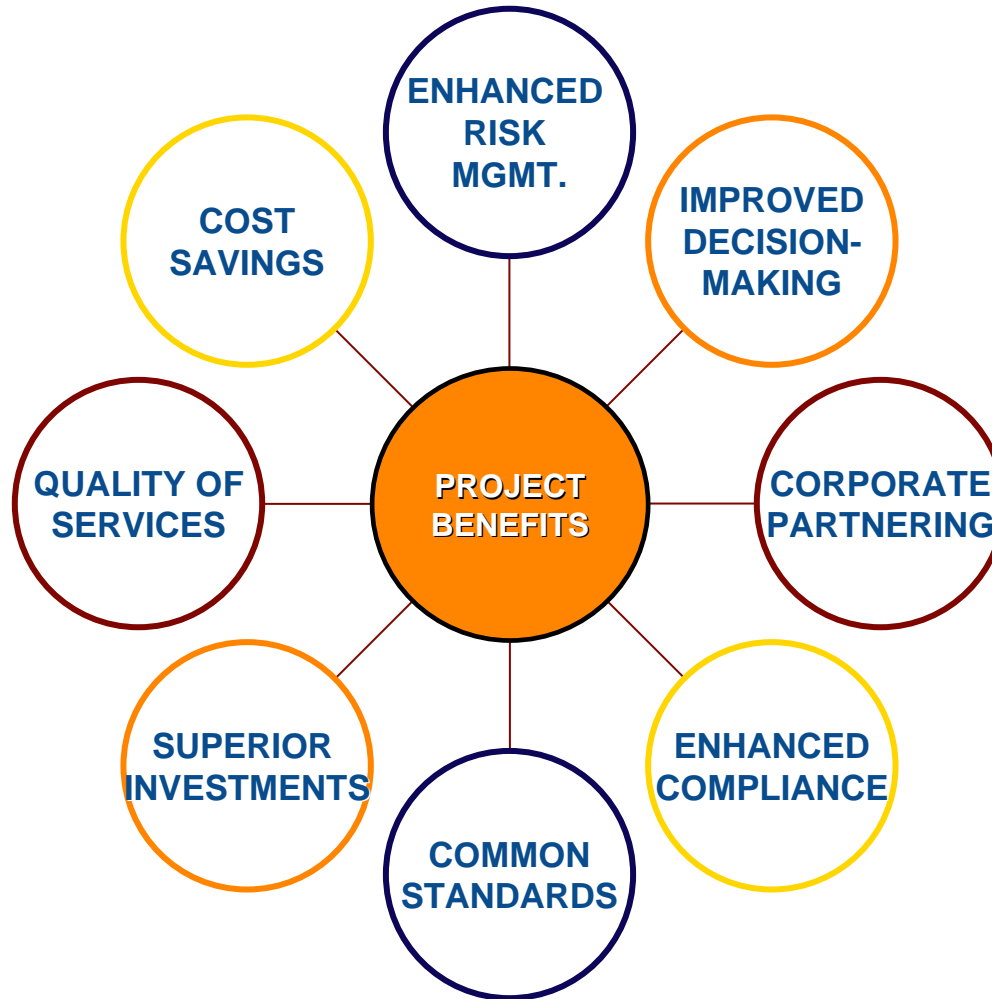 ENHANCED
RISK
MGMT.
IMPROVED
DECISION-
MAKING
COST
SAVINGS
QUALITY OF
SERVICES
PROJECT
BENEFITS
CORPORATE
PARTNERING
SUPERIOR
INVESTMENTS
ENHANCED
COMPLIANCE
COMMON
STANDARDS